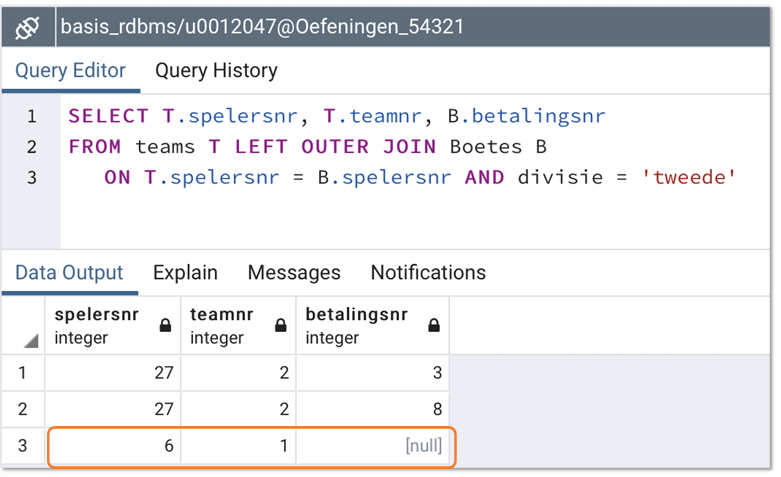 basis_rdbms/u0012047@Oefeningen_54321
Query Editor Query History
1 SELECT T.spelersnr, T.teamnr, B.betalingsnr
2 FROM teams T LEFT OUTER JOIN Boetes B
3 ON T.spelersnr = B.spelersnr AND divisie = 'tweede'
Data Output Explain Messages Notifications
spelersnr teamnr betalingsnr
integer integer integer
1 27 2 3
2 27 2 8
3 6 1 [null]